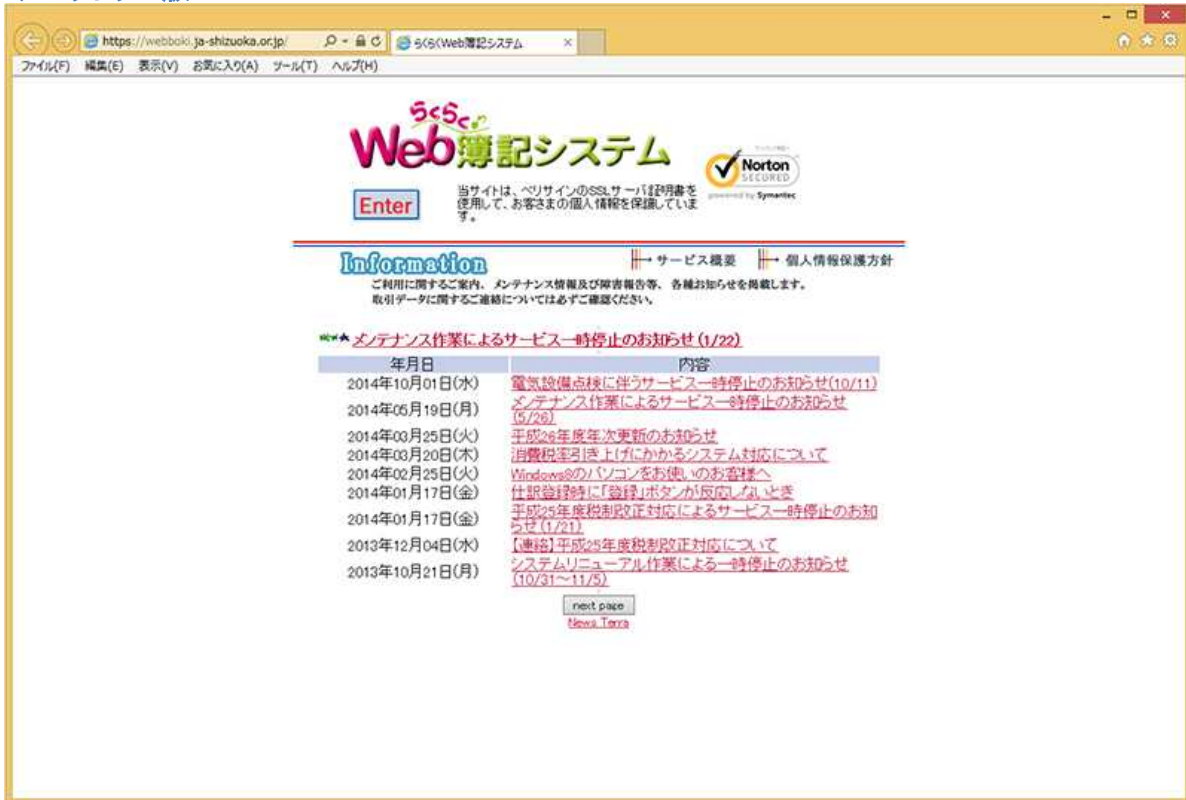 https://webboki.ja-shizuoka.or.jp/
らくらくWeb簿記システム
ファイル(F) 編集(E) 表示(V) お気に入り(A) ツール(T) ヘルプ(H)
らくらく
Web簿記システム
Norton
SECURED
powered by Symantec
Enter
当サイトは、ベリサインのSSLサーバ証明書を
使用して、お客さまの個人情報を保護していま
す。
Information
サービス概要 個人情報保護方針
ご利用に関するご案内、メンテナンス情報及び障害報告等、各種お知らせを掲載します。
取引データに関するご連絡については必ずご確認ください。
メンテナンス作業によるサービス一時停止のお知らせ(1/22)
年月日 内容
2014年10月01日(水) 電気設備点検に伴うサービス一時停止のお知らせ(10/11)
2014年05月19日(月) メンテナンス作業によるサービス一時停止のお知らせ
(5/26)
2014年03月25日(火) 平成26年度年次更新のお知らせ
2014年03月20日(木) 消費税率引き上げにかかるシステム対応について
2014年02月25日(火) Windows8のパソコンをお使いのお客様へ
2014年01月17日(金) 仕訳登録時に「登録」ボタンが反応しないとき
2014年01月17日(金) 平成25年度税制改正対応によるサービス一時停止のお知
らせ(1/21)
2013年12月04日(水) 【連絡】平成25年度税制改正対応について
2013年10月21日(月) システムリニューアル作業による一時停止のお知らせ
(10/31～11/5)
next page
News Terra